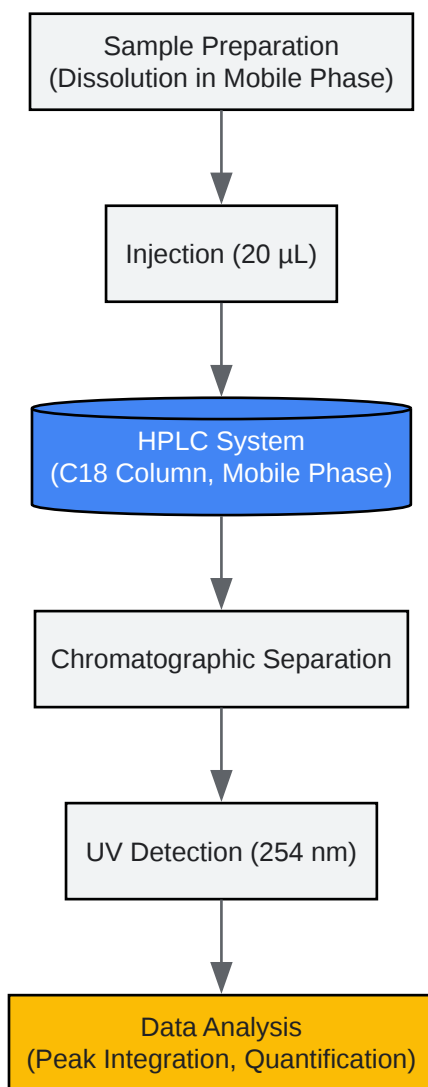 Sample Preparation
(Dissolution in Mobile Phase)
Injection (20 µL)
HPLC System
(C18 Column, Mobile Phase)
Chromatographic Separation
UV Detection (254 nm)
Data Analysis
(Peak Integration, Quantification)